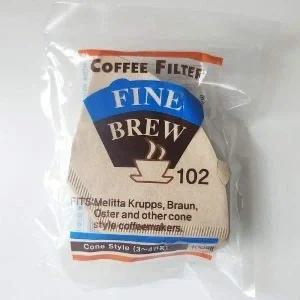 COFFEE FILTER
FINE
BREW
®
102
FITS:Melitta Krupps, Braun,
Oster and other cone
style coffeemakers.
Cone Style